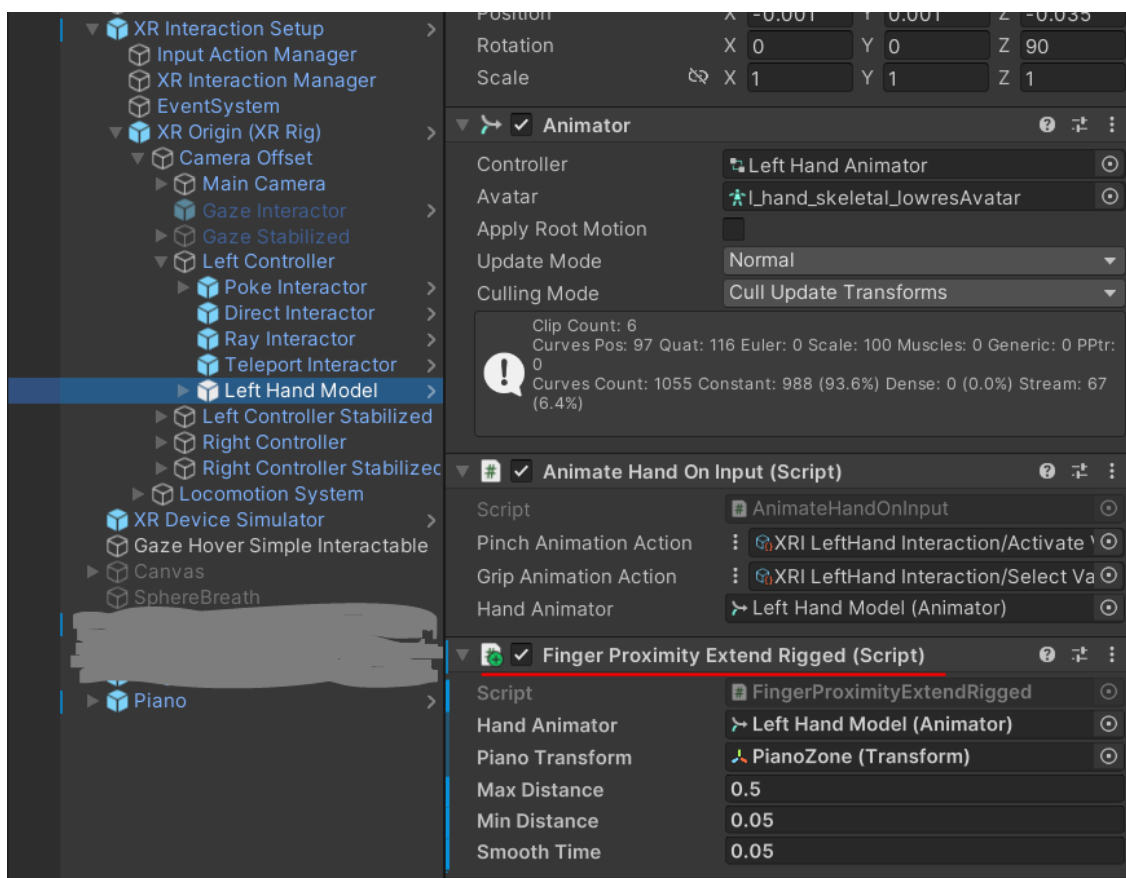 XR Interaction Setup
Input Action Manager
XR Interaction Manager
EventSystem
XR Origin (XR Rig)
Camera Offset
Main Camera
Gaze Interactor
Gaze Stabilized
Left Controller
Poke Interactor
Direct Interactor
Ray Interactor
Teleport Interactor
Left Hand Model
Left Controller Stabilized
Right Controller
Right Controller Stabilizec
Locomotion System
XR Device Simulator
Gaze Hover Simple Interactable
Canvas
SphereBreath
Piano
Position X -0.001 Y 0.001 Z -0.035
Rotation X 0 Y 0 Z 90
Scale X 1 Y 1 Z 1
Animator
Controller Left Hand Animator
Avatar l_hand_skeletal_lowresAvatar
Apply Root Motion
Update Mode Normal
Culling Mode Cull Update Transforms
Clip Count: 6
Curves Pos: 97 Quat: 116 Euler: 0 Scale: 100 Muscles: 0 Generic: 0 PPtr:
0
Curves Count: 1055 Constant: 988 (93.6%) Dense: 0 (0.0%) Stream: 67
(6.4%)
# Animate Hand On Input (Script)
Script # AnimateHandOnInput
Pinch Animation Action XRI LeftHand Interaction/Activate
Grip Animation Action XRI LeftHand Interaction/Select Va
Hand Animator Left Hand Model (Animator)
Finger Proximity Extend Rigged (Script)
Script # FingerProximityExtendRigged
Hand Animator Left Hand Model (Animator)
Piano Transform PianoZone (Transform)
Max Distance 0.5
Min Distance 0.05
Smooth Time 0.05